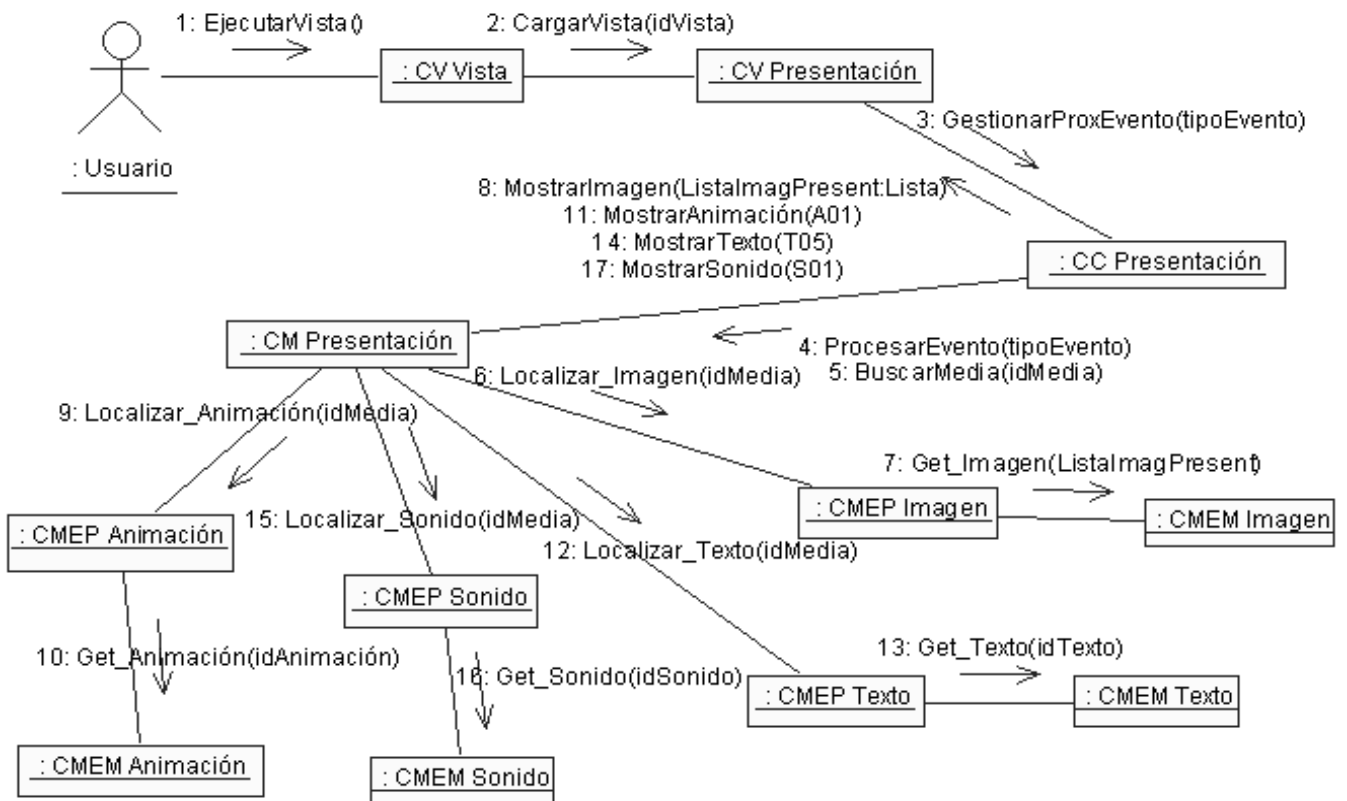 1: EjecutarVista()
2: CargarVista(idVista)
: CV Vista
: CV Presentación
3: GestionarProxEvento(tipoEvento)
: Usuario
8: MostrarImagen(ListaImagPresent:Lista)
11: MostrarAnimación(A01)
14: MostrarTexto(T05)
17: MostrarSonido(S01)
: CC Presentación
: CM Presentación
4: ProcesarEvento(tipoEvento)
5: BuscarMedia(idMedia)
6: Localizar_Imagen(idMedia)
9: Localizar_Animación(idMedia)
7: Get_Imagen(ListaImagPresent)
: CMEP Imagen
: CMEM Imagen
: CMEP Animación
15: Localizar_Sonido(idMedia)
12: Localizar_Texto(idMedia)
: CMEP Sonido
10: Get_Animación(idAnimación)
16: Get_Sonido(idSonido)
13: Get_Texto(idTexto)
: CMEP Texto
: CMEM Texto
: CMEM Animación
: CMEM Sonido